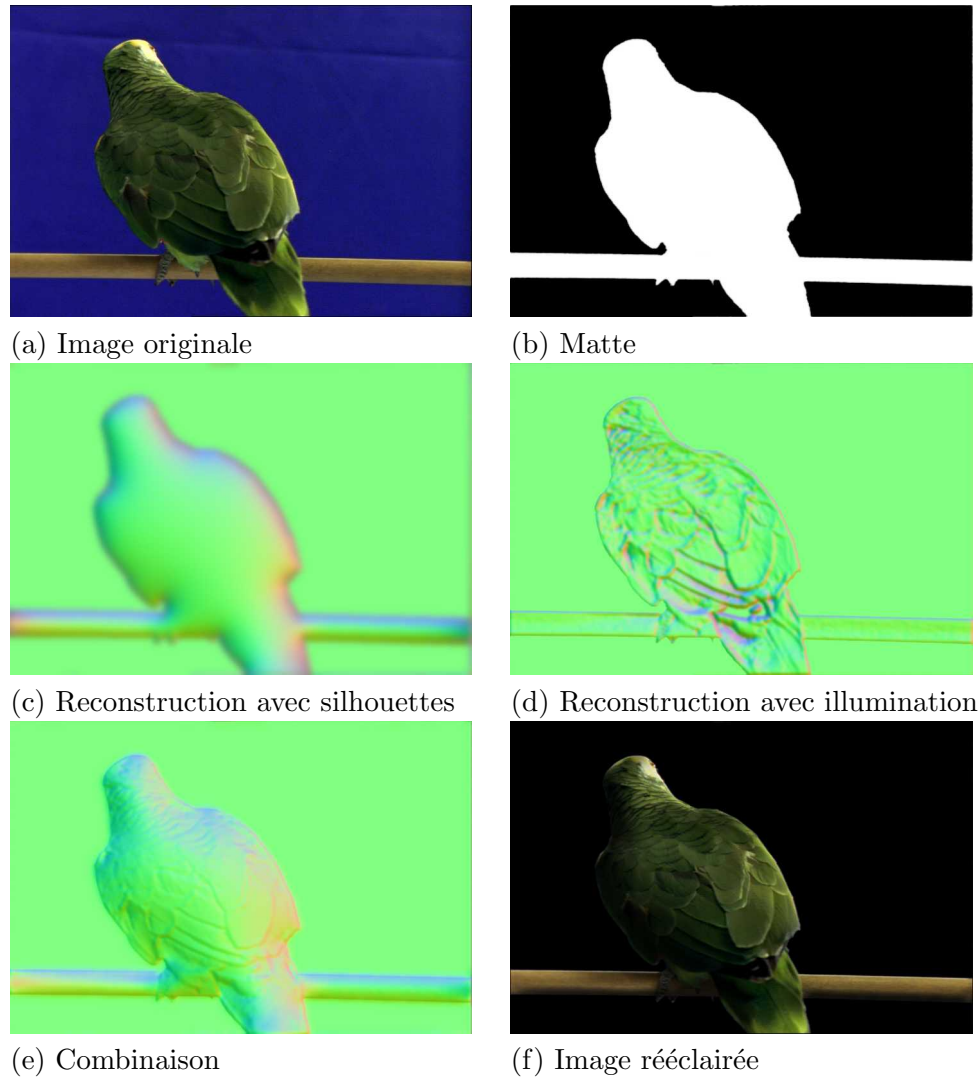 (a) Image originale
(b) Matte
(c) Reconstruction avec silhouettes
(d) Reconstruction avec illumination
(e) Combinaison
(f) Image rééclairée